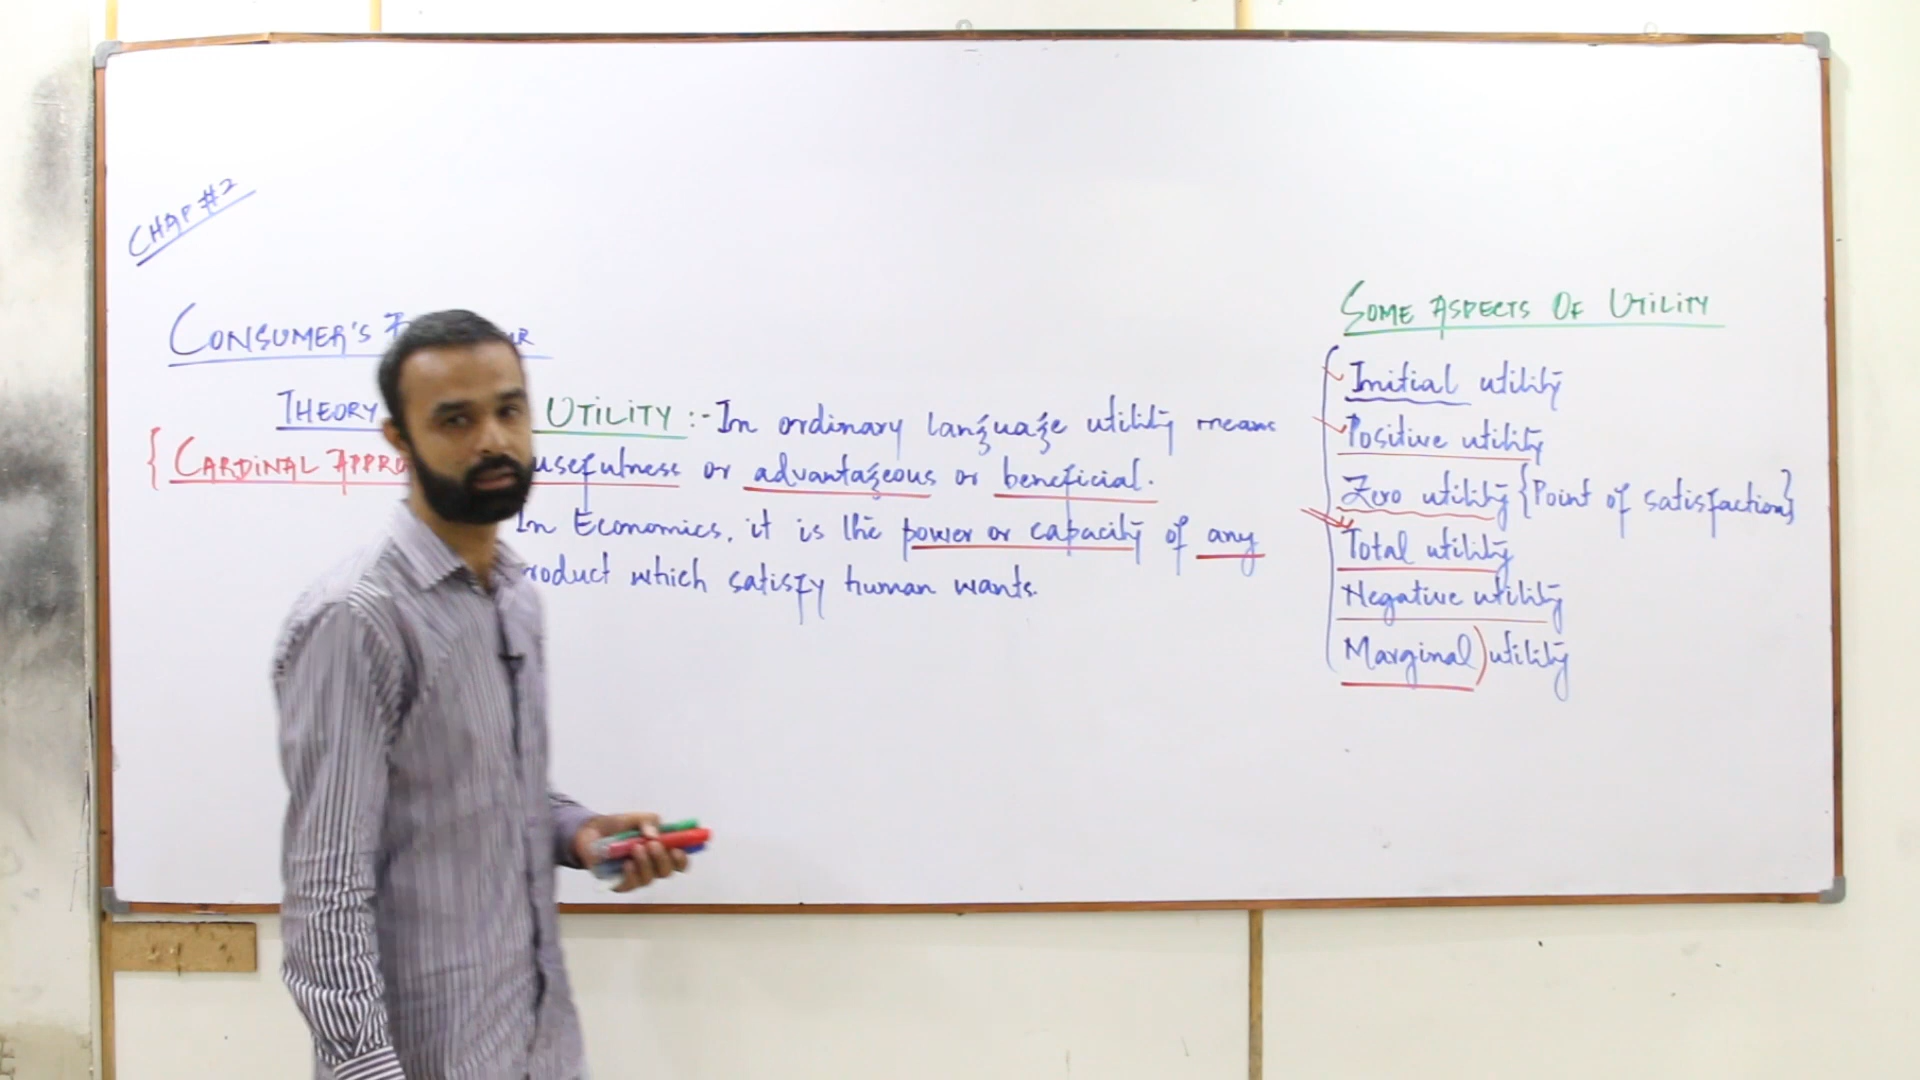 CHAP #2
CONSUMER'S
THEORY UTILITY :- In ordinary language utility means
{ CARDINAL usefulness or advantageous or beneficial.
In Economics, it is the power or capacity of any
product which satisfy human wants.
SOME ASPECTS OF UTILITY
Initial utility
Positive utility
Zero utility {Point of satisfaction}
Total utility
Negative utility
Marginal) utility